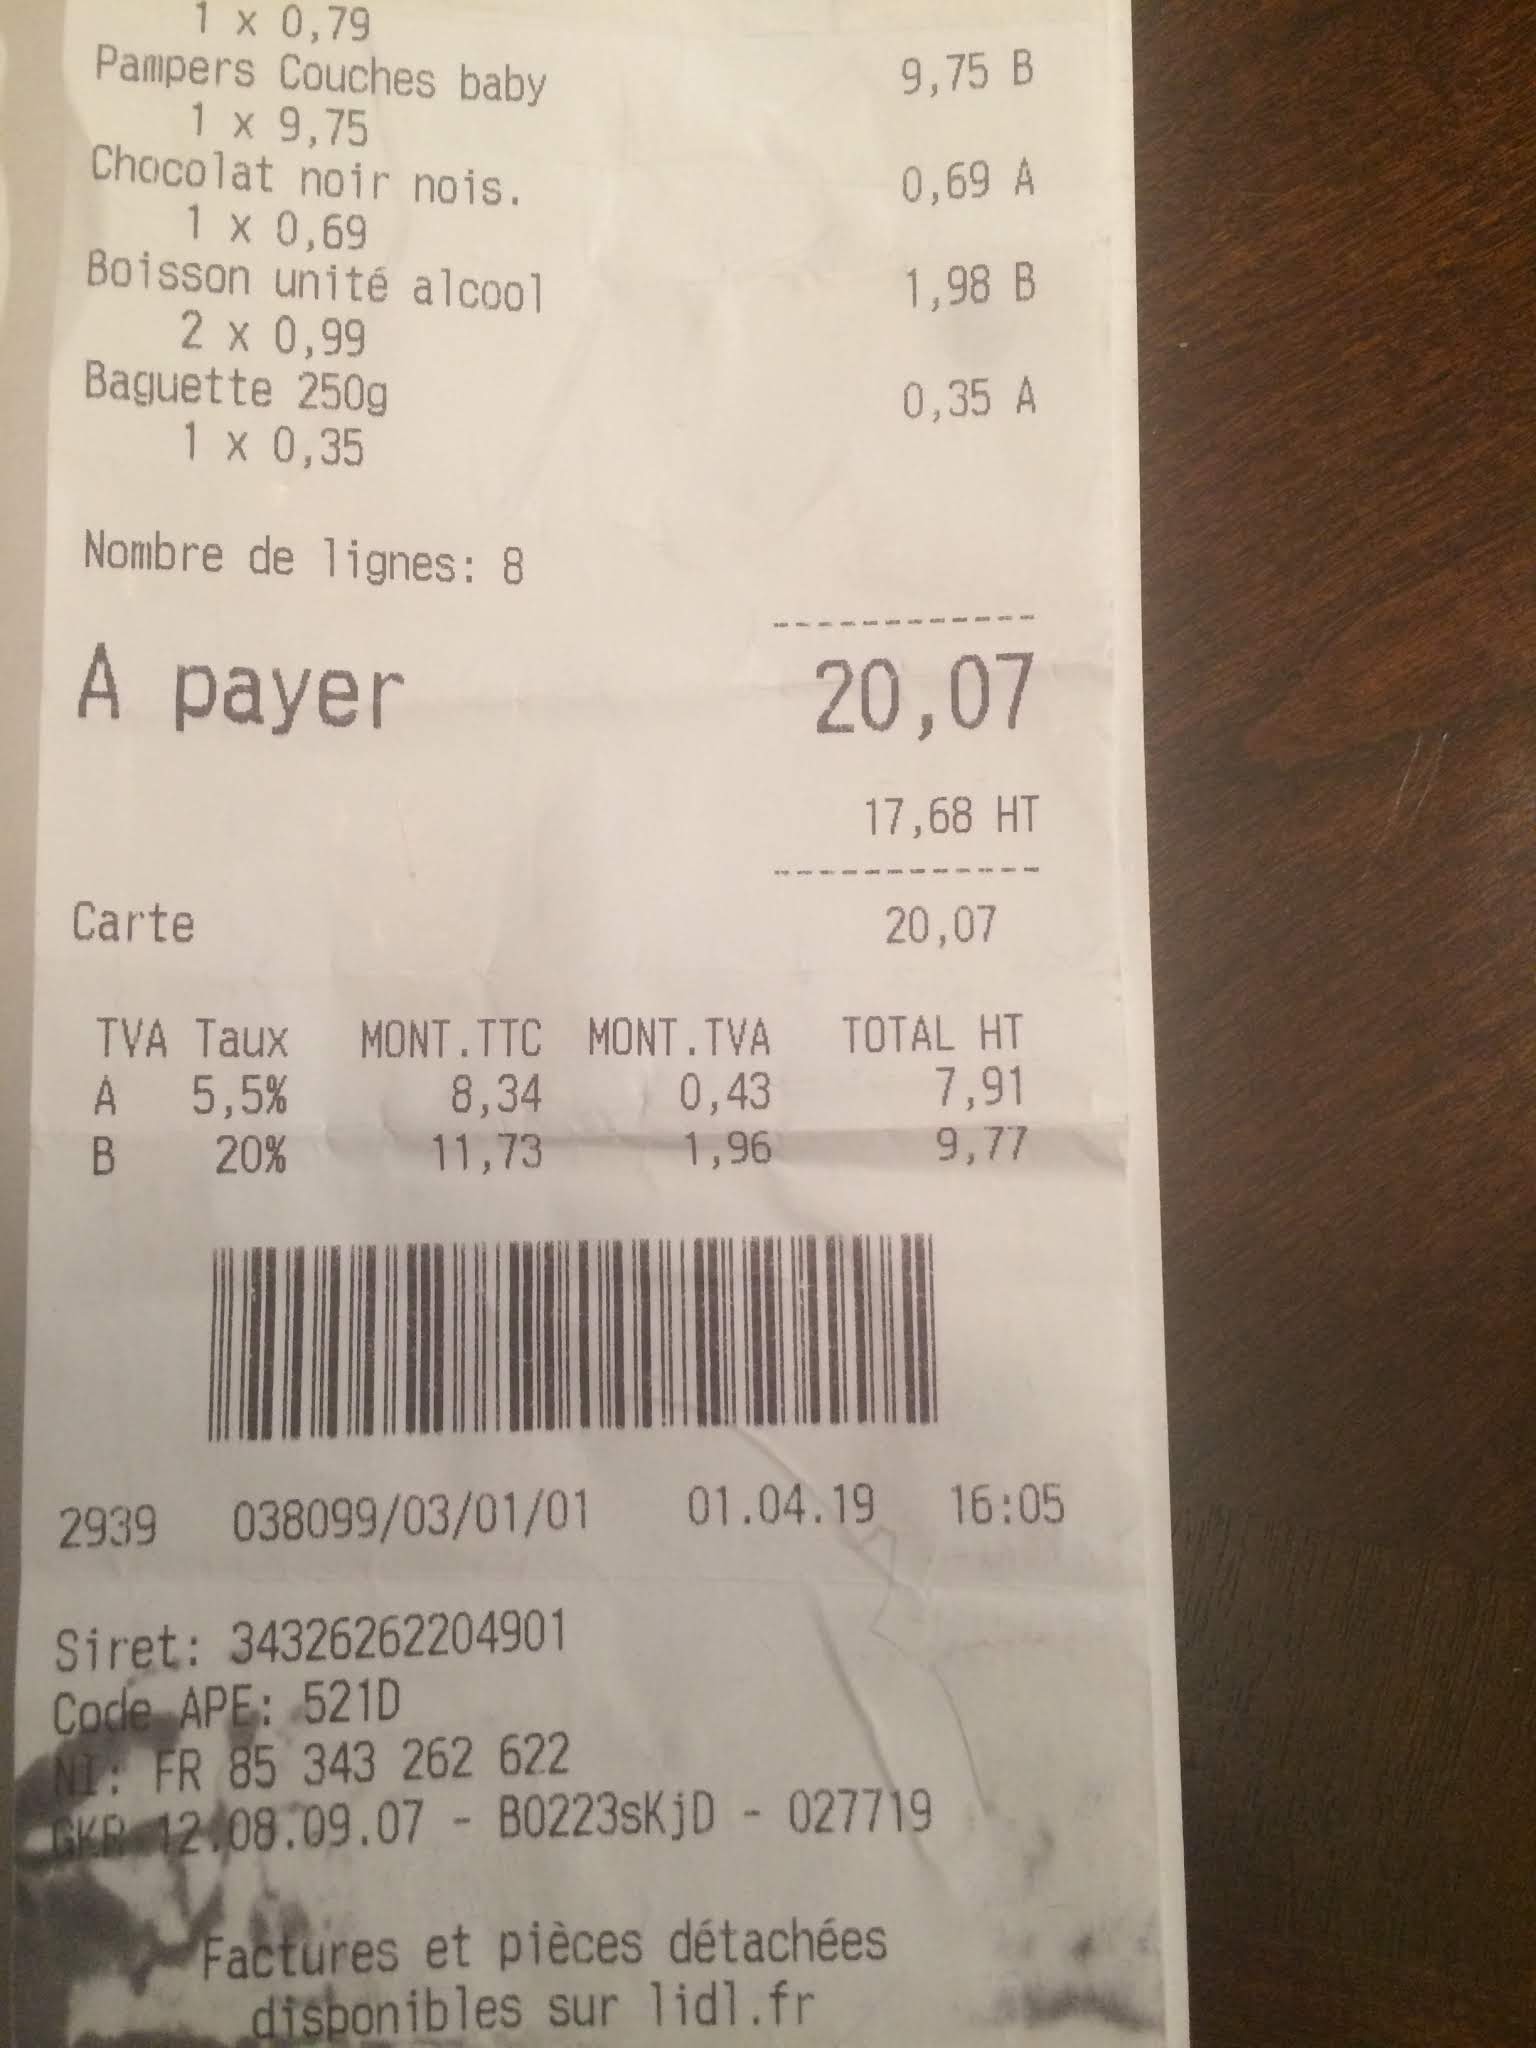 1 x 0,79
Pampers Couches baby 9,75 B
1 x 9,75
Chocolat noir nois. 0,69 A
1 x 0,69
Boisson unité alcool 1,98 B
2 x 0,99
Baguette 250g 0,35 A
1 x 0,35
Nombre de lignes: 8
------------
A payer 20,07
17,68 HT
------------
Carte 20,07
TVA Taux MONT.TTC MONT.TVA TOTAL HT
A 5,5% 8,34 0,43 7,91
B 20% 11,73 1,96 9,77
2939 038099/03/01/01 01.04.19 16:05
Siret: 34326262204901
Code APE: 521D
NI: FR 85 343 262 622
GKR 12.08.09.07 - B0223sKjD - 027719
Factures et pièces détachées
disponibles sur lidl.fr